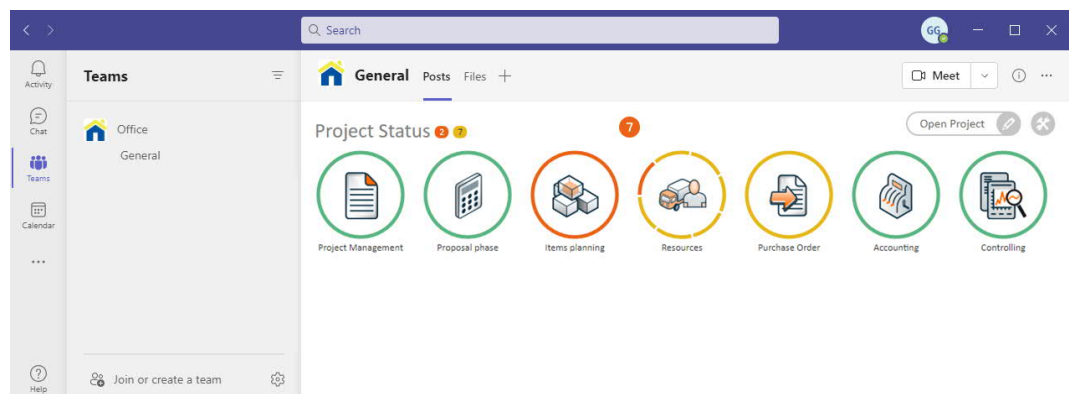 Search
GG
Activity
Chat
Teams
Calendar
Help
Teams
Office
General
Join or create a team
General Posts Files
Meet
Project Status 2 7
7
Open Project
Project Management
Proposal phase
Items planning
Resources
Purchase Order
Accounting
Controlling